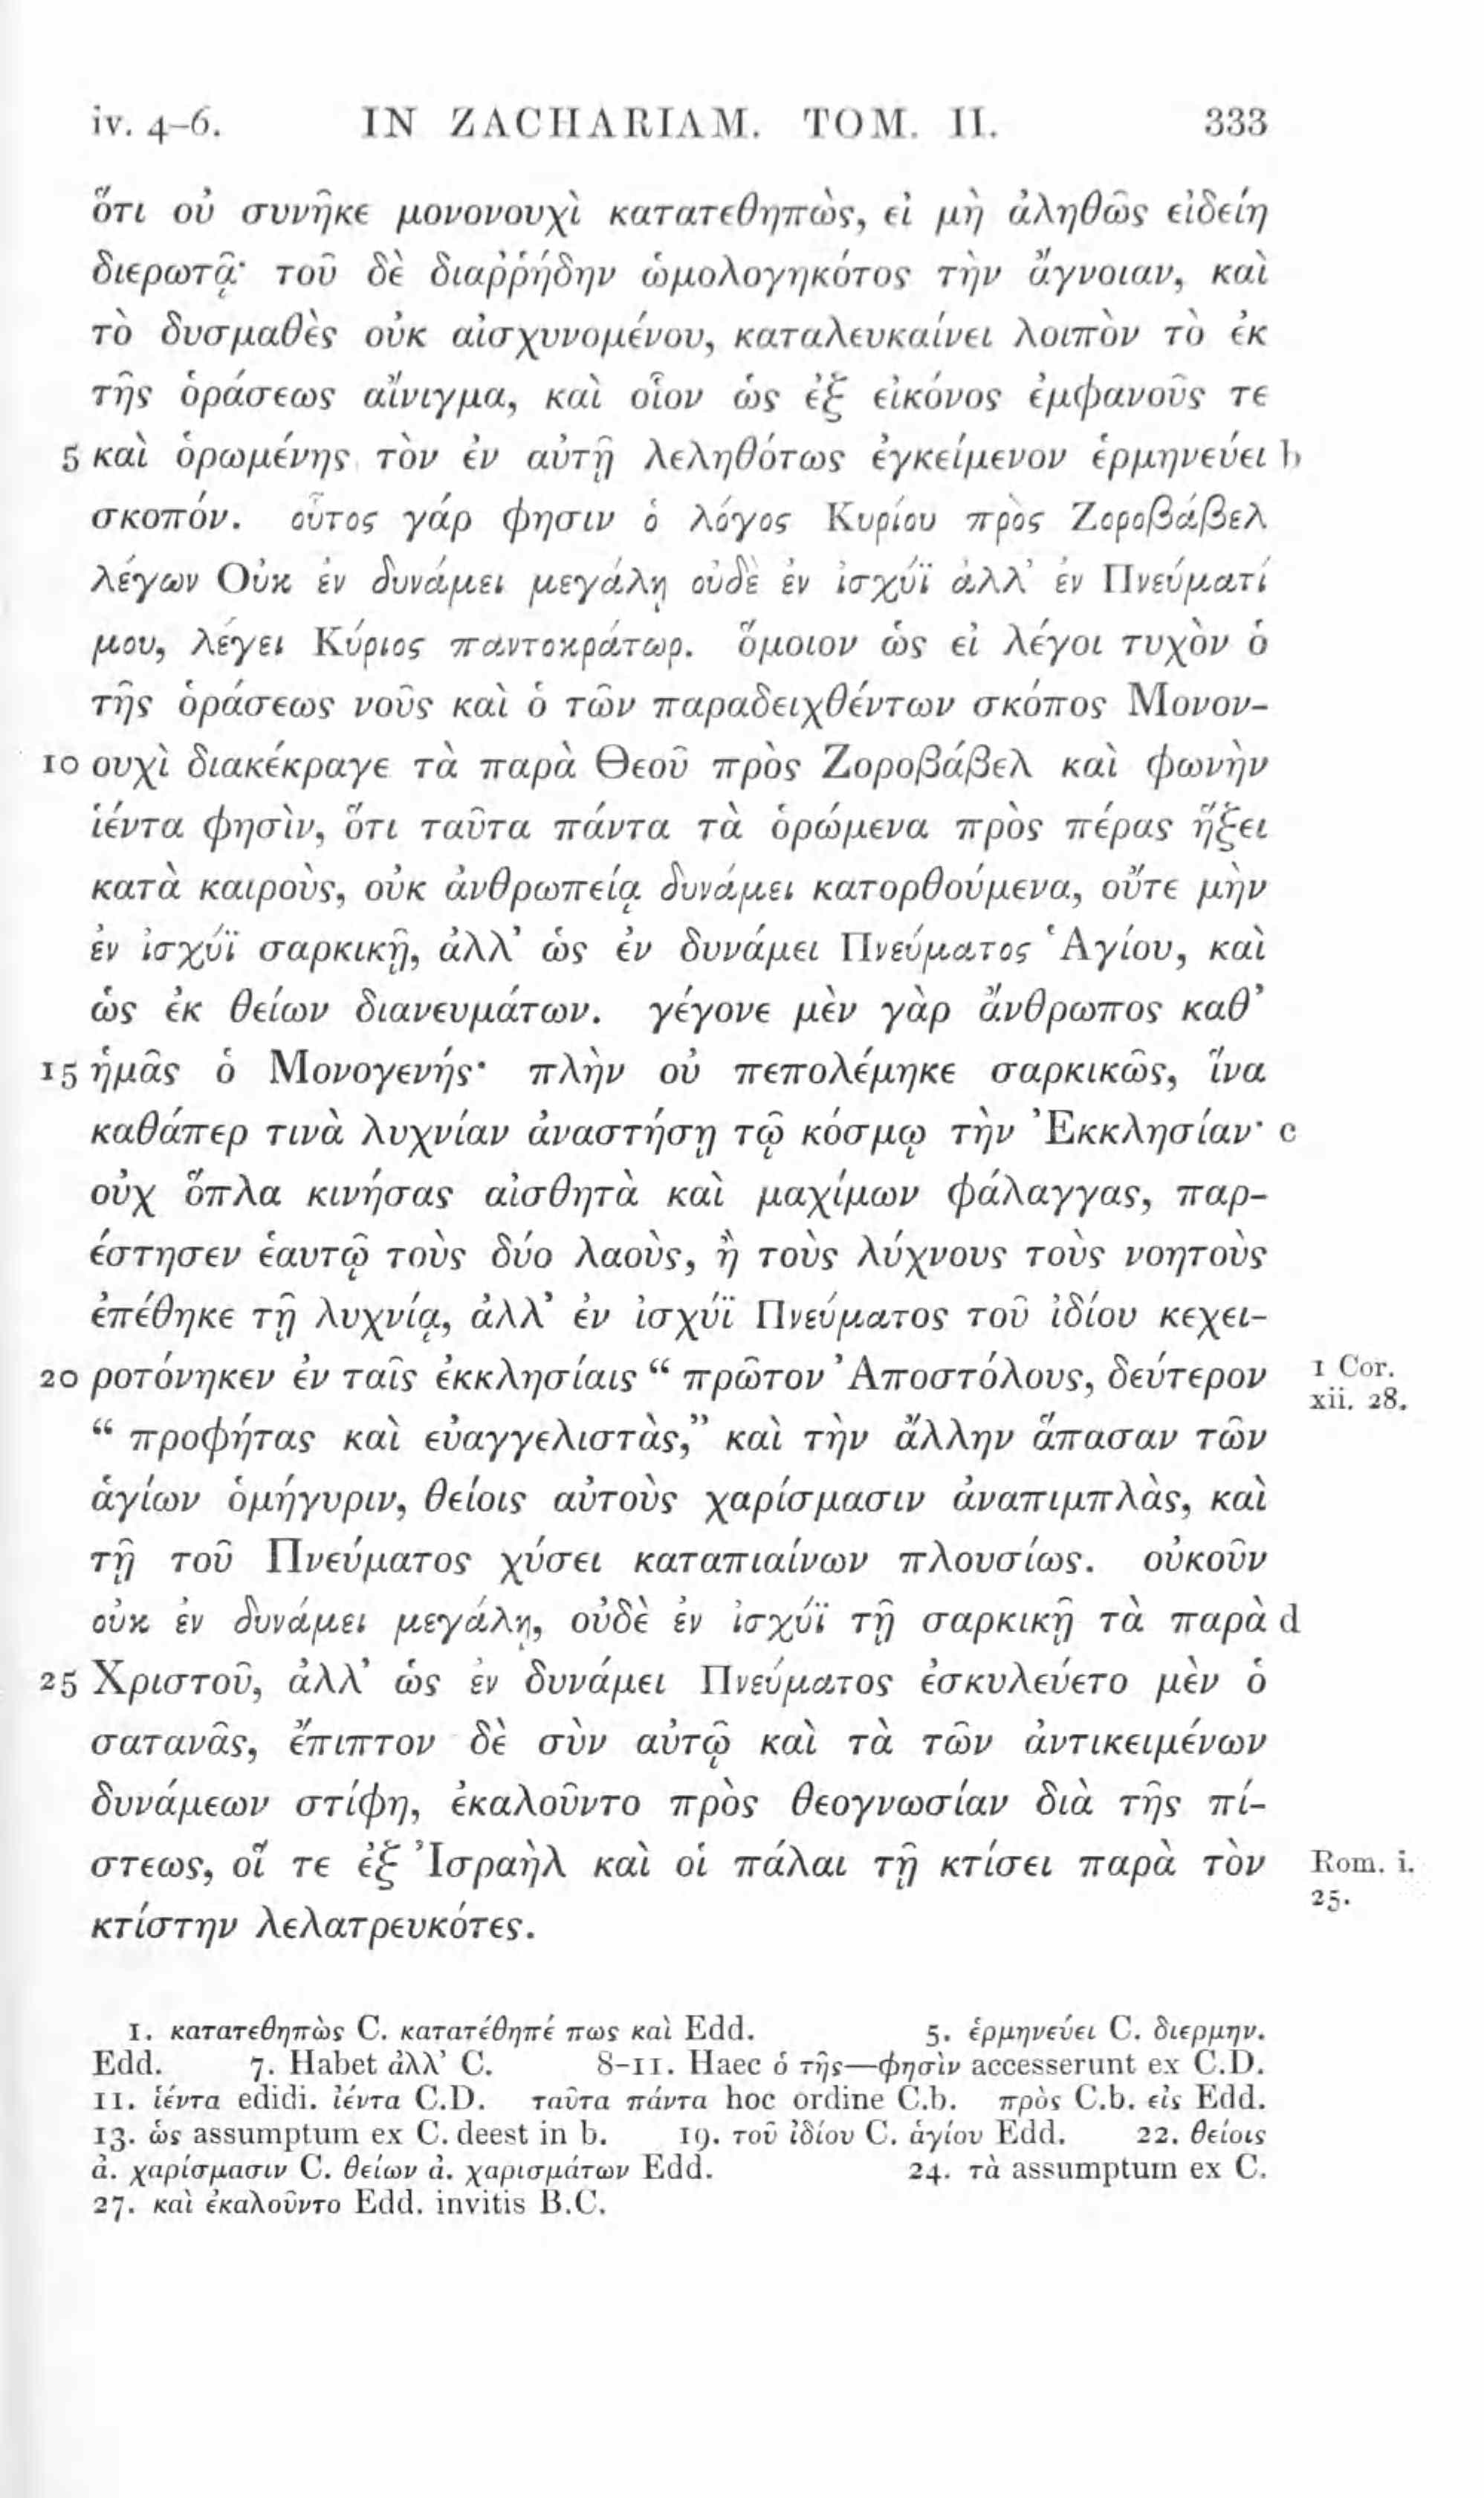 iv. 4-6. IN ZACHARIAM. TOM. II. 333
ὅτι οὐ συνῆκε μονονουχὶ κατατεθηπὼς, εἰ μὴ ἀληθῶς εἰδείη
διερωτᾷ· τοῦ δὲ διαῤῥήδην ὡμολογηκότος τὴν ἄγνοιαν, καὶ
τὸ δυσμαθὲς οὐκ αἰσχυνομένου, καταλευκαίνει λοιπὸν τὸ ἐκ
τῆς ὁράσεως αἴνιγμα, καὶ οἷον ὡς ἐξ εἰκόνος ἐμφανοῦς τε
5 καὶ ὁρωμένης τὸν ἐν αὐτῇ λεληθότως ἐγκείμενον ἑρμηνεύει b
σκοπόν. οὗτος γάρ φησιν ὁ λόγος Κυρίου πρὸς Ζοροβάβελ
λέγων Οὐκ ἐν δυνάμει μεγάλῃ οὐδὲ ἐν ἰσχύϊ ἀλλ’ ἐν Πνεύματί
μου, λέγει Κύριος παντοκράτωρ. ὅμοιον ὡς εἰ λέγοι τυχὸν ὁ
τῆς ὁράσεως νοῦς καὶ ὁ τῶν παραδειχθέντων σκόπος Μονον-
10 ουχὶ διακέκραγε τὰ παρὰ Θεοῦ πρὸς Ζοροβάβελ καὶ φωνὴν
ἱέντα φησὶν, ὅτι ταῦτα πάντα τὰ ὁρώμενα πρὸς πέρας ἥξει
κατὰ καιροὺς, οὐκ ἀνθρωπείᾳ δυνάμει κατορθούμενα, οὔτε μὴν
ἐν ἰσχύϊ σαρκικῇ, ἀλλ’ ὡς ἐν δυνάμει Πνεύματος Ἁγίου, καὶ
ὡς ἐκ θείων διανευμάτων. γέγονε μὲν γὰρ ἄνθρωπος καθ’
15 ἡμᾶς ὁ Μονογενής· πλὴν οὐ πεπολέμηκε σαρκικῶς, ἵνα
καθάπερ τινὰ λυχνίαν ἀναστήσῃ τῷ κόσμῳ τὴν Ἐκκλησίαν· c
οὐχ ὅπλα κινήσας αἰσθητὰ καὶ μαχίμων φάλαγγας, παρ-
έστησεν ἑαυτῷ τοὺς δύο λαοὺς, ἢ τοὺς λύχνους τοὺς νοητοὺς
ἐπέθηκε τῇ λυχνίᾳ, ἀλλ’ ἐν ἰσχύϊ Πνεύματος τοῦ ἰδίου κεχει-
20 ροτόνηκεν ἐν ταῖς ἐκκλησίαις “ πρῶτον Ἀποστόλους, δεύτερον 1 Cor.
xii. 28.
“ προφήτας καὶ εὐαγγελιστὰς,” καὶ τὴν ἄλλην ἅπασαν τῶν
ἁγίων ὁμήγυριν, θείοις αὐτοὺς χαρίσμασιν ἀναπιμπλὰς, καὶ
τῇ τοῦ Πνεύματος χύσει καταπιαίνων πλουσίως. οὐκοῦν
οὐκ ἐν δυνάμει μεγάλῃ, οὐδὲ ἐν ἰσχύϊ τῇ σαρκικῇ τὰ παρὰ d
25 Χριστοῦ, ἀλλ’ ὡς ἐν δυνάμει Πνεύματος ἐσκυλεύετο μὲν ὁ
σατανᾶς, ἔπιπτον δὲ σὺν αὐτῷ καὶ τὰ τῶν ἀντικειμένων
δυνάμεων στίφη, ἐκαλοῦντο πρὸς θεογνωσίαν διὰ τῆς πί-
στεως, οἵ τε ἐξ Ἰσραὴλ καὶ οἱ πάλαι τῇ κτίσει παρὰ τὸν Rom. i.
25.
κτίστην λελατρευκότες.
1. κατατεθηπὼς C. κατατέθηπέ πως καὶ Edd. 5. ἑρμηνεύει C. διερμην.
Edd. 7. Habet ἀλλ’ C. 8-11. Haec ὁ τῆς—φησὶν accesserunt ex C.D.
11. ἱέντα edidi. ἰέντα C.D. ταῦτα πάντα hoc ordine C.b. πρὸς C.b. εἰς Edd.
13. ὡς assumptum ex C. deest in b. 19. τοῦ ἰδίου C. ἁγίου Edd. 22. θείοις
ἀ. χαρίσμασιν C. θείων ἀ. χαρισμάτων Edd. 24. τὰ assumptum ex C.
27. καὶ ἐκαλοῦντο Edd. invitis B.C.